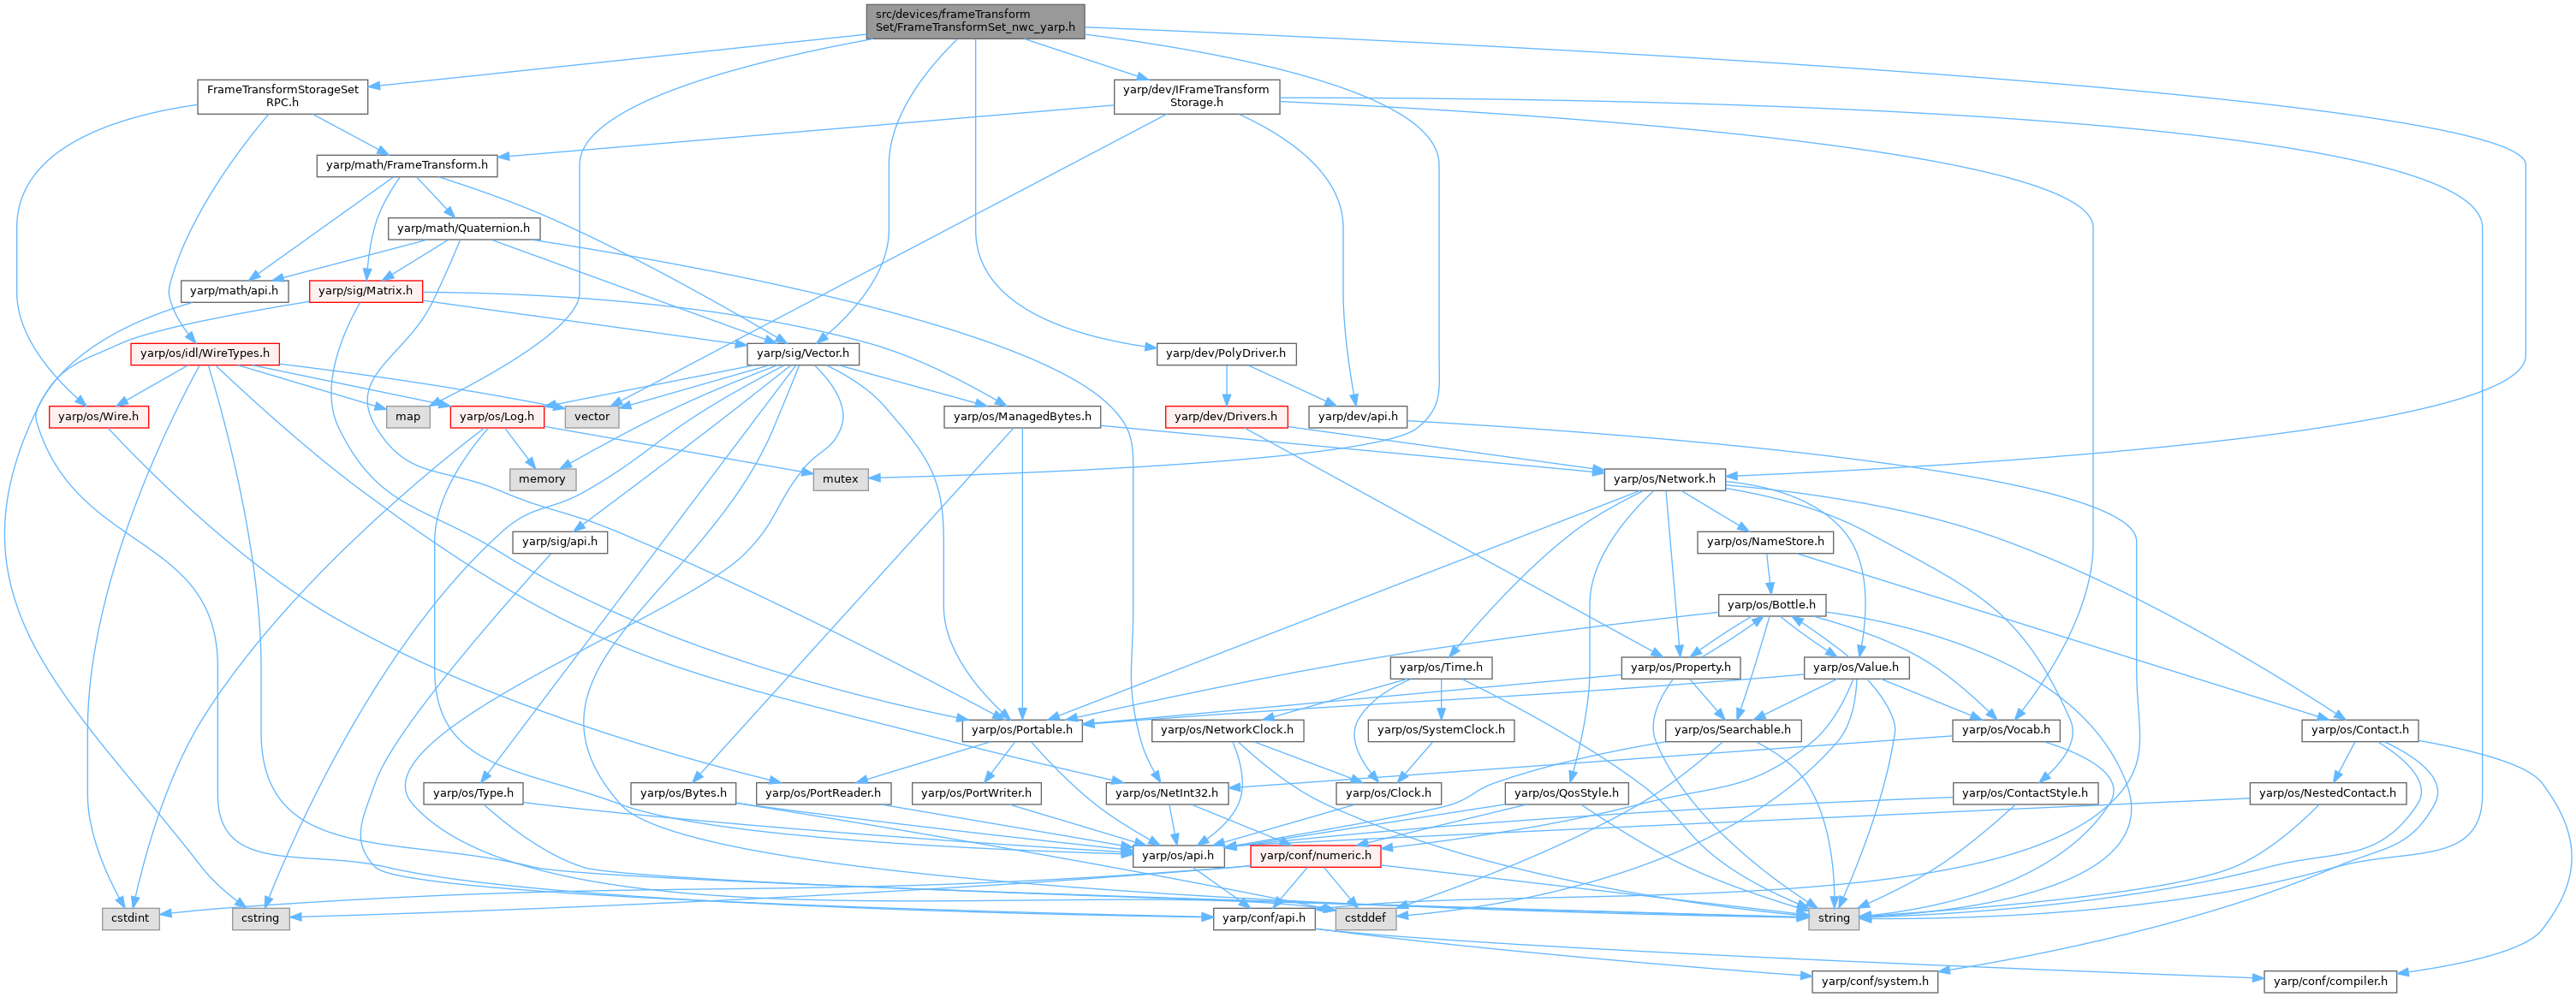 src/devices/frameTransform
Set/FrameTransformSet_nwc_yarp.h
FrameTransformStorageSet
RPC.h
yarp/dev/IFrameTransform
Storage.h
yarp/math/FrameTransform.h
yarp/math/Quaternion.h
yarp/math/api.h
yarp/sig/Matrix.h
yarp/os/idl/WireTypes.h
yarp/sig/Vector.h
yarp/dev/PolyDriver.h
yarp/os/Wire.h
map
yarp/os/Log.h
vector
yarp/os/ManagedBytes.h
yarp/dev/Drivers.h
yarp/dev/api.h
memory
mutex
yarp/os/Network.h
yarp/sig/api.h
yarp/os/NameStore.h
yarp/os/Bottle.h
yarp/os/Time.h
yarp/os/Property.h
yarp/os/Value.h
yarp/os/Portable.h
yarp/os/NetworkClock.h
yarp/os/SystemClock.h
yarp/os/Searchable.h
yarp/os/Vocab.h
yarp/os/Contact.h
yarp/os/Type.h
yarp/os/Bytes.h
yarp/os/PortReader.h
yarp/os/PortWriter.h
yarp/os/NetInt32.h
yarp/os/Clock.h
yarp/os/QosStyle.h
yarp/os/ContactStyle.h
yarp/os/NestedContact.h
yarp/os/api.h
yarp/conf/numeric.h
cstdint
cstring
yarp/conf/api.h
cstddef
string
yarp/conf/system.h
yarp/conf/compiler.h